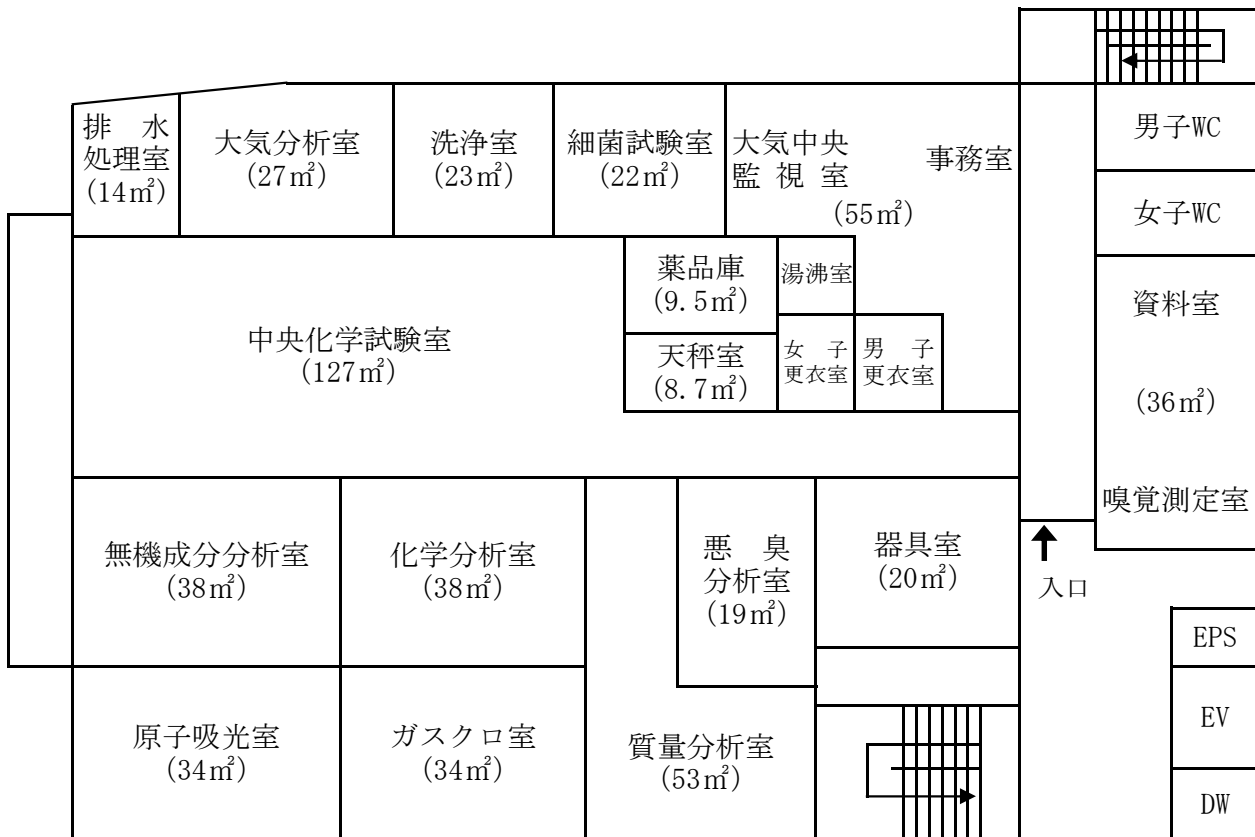 排　水
処理室
(14㎡)
大気分析室
(27㎡)
洗浄室
(23㎡)
細菌試験室
(22㎡)
大気中央
監 視 室
事務室
(55㎡)
男子WC
女子WC
薬品庫
(9.5㎡)
湯沸室
中央化学試験室
(127㎡)
天秤室
(8.7㎡)
女　子
更衣室
男　子
更衣室
資料室
(36㎡)
嗅覚測定室
無機成分分析室
(38㎡)
化学分析室
(38㎡)
悪　臭
分析室
(19㎡)
器具室
(20㎡)
入口
EPS
原子吸光室
(34㎡)
ガスクロ室
(34㎡)
質量分析室
(53㎡)
EV
DW